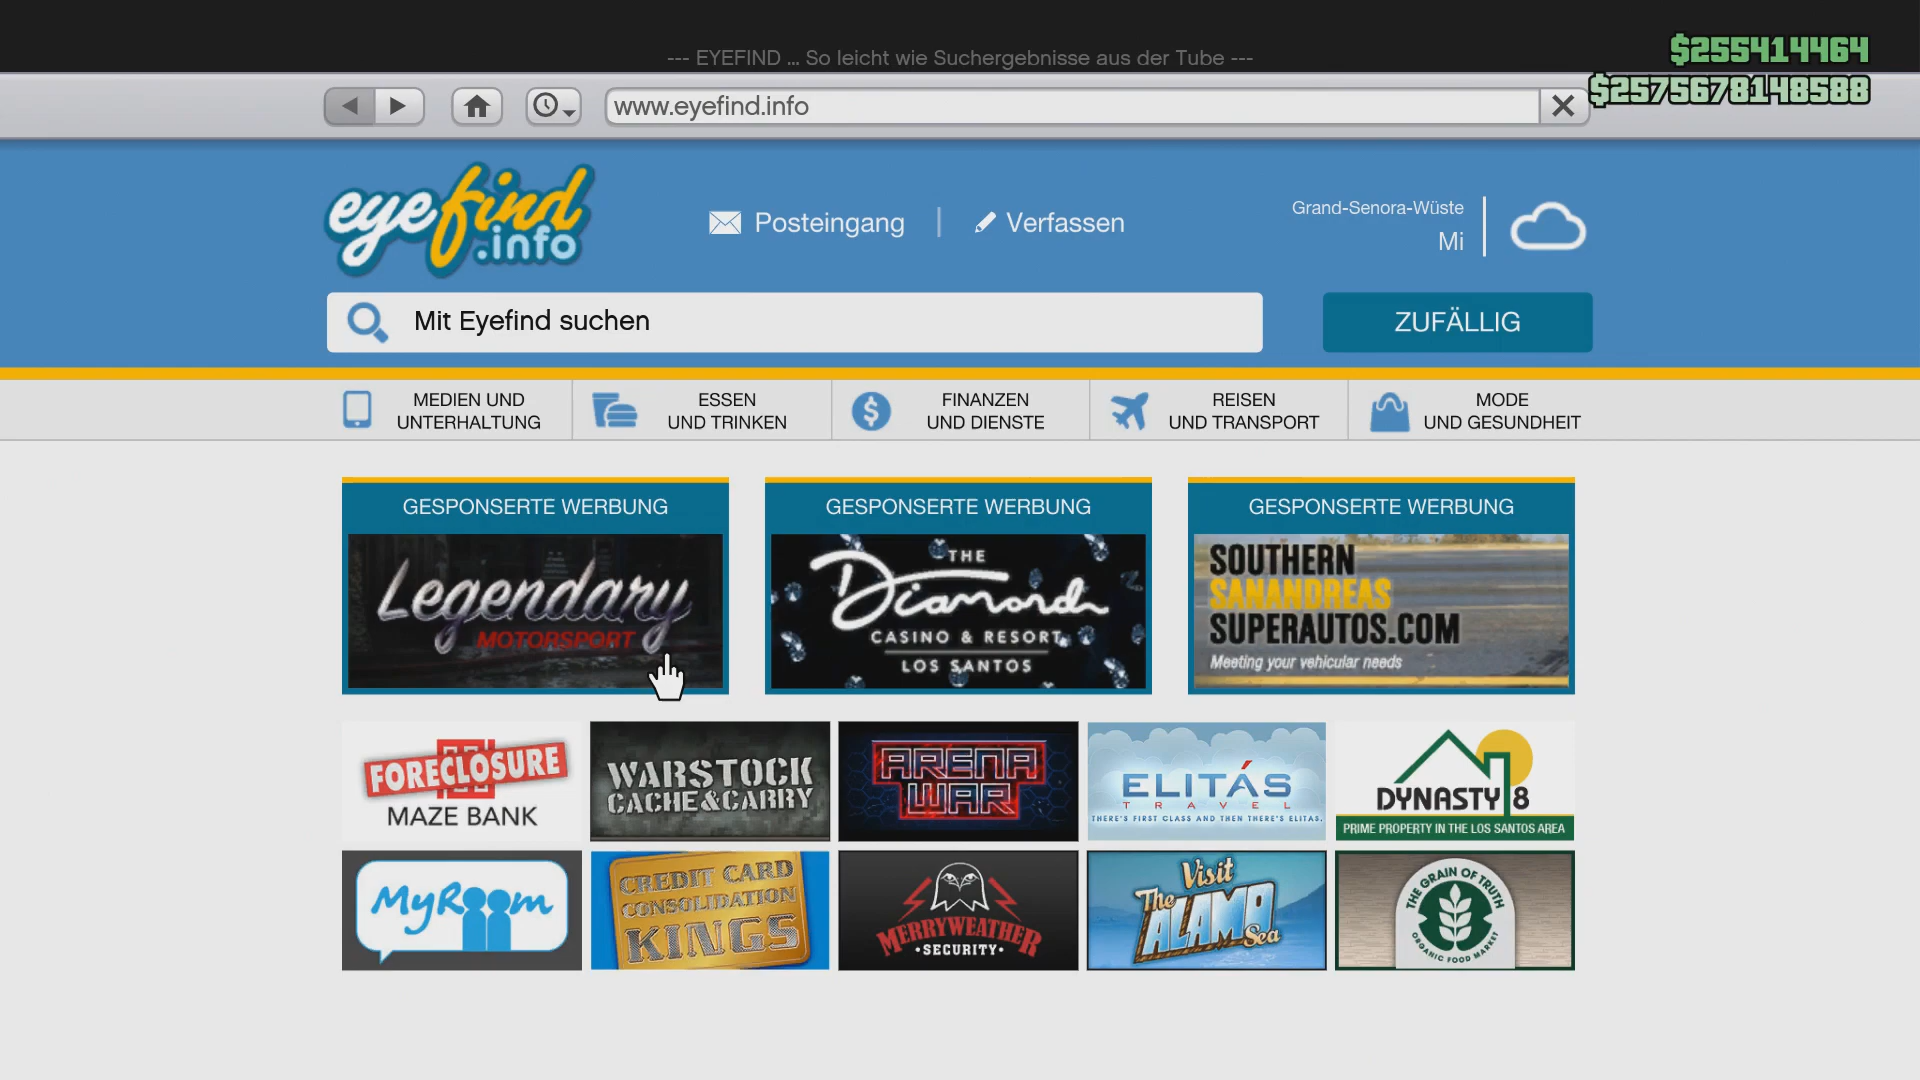 --- EYEFIND ... So leicht wie Suchergebnisse aus der Tube ---
$255414464
$2575678148588
www.eyefind.info
eyefind
.info
Posteingang
Verfassen
Grand-Senora-Wüste
Mi
Mit Eyefind suchen
ZUFÄLLIG
MEDIEN UND
UNTERHALTUNG
ESSEN
UND TRINKEN
FINANZEN
UND DIENSTE
REISEN
UND TRANSPORT
MODE
UND GESUNDHEIT
GESPONSERTE WERBUNG
Legendary
MOTORSPORT
GESPONSERTE WERBUNG
THE
Diamond
CASINO & RESORT
LOS SANTOS
GESPONSERTE WERBUNG
SOUTHERN
SANANDREAS
SUPERAUTOS.COM
Meeting your vehicular needs
FORECLOSURE
MAZE BANK
WARSTOCK
CACHE&CARRY
ARENA
WAR
ELITÁS
TRAVEL
THERE'S FIRST CLASS AND THEN THERE'S ELITAS.
DYNASTY 8
PRIME PROPERTY IN THE LOS SANTOS AREA
MyRoom
CREDIT CARD
CONSOLIDATION
KINGS
MERRYWEATHER
•SECURITY•
Visit
The
ALAMO
Sea
THE GRAIN OF TRUTH
ORGANIC FOOD MARKET